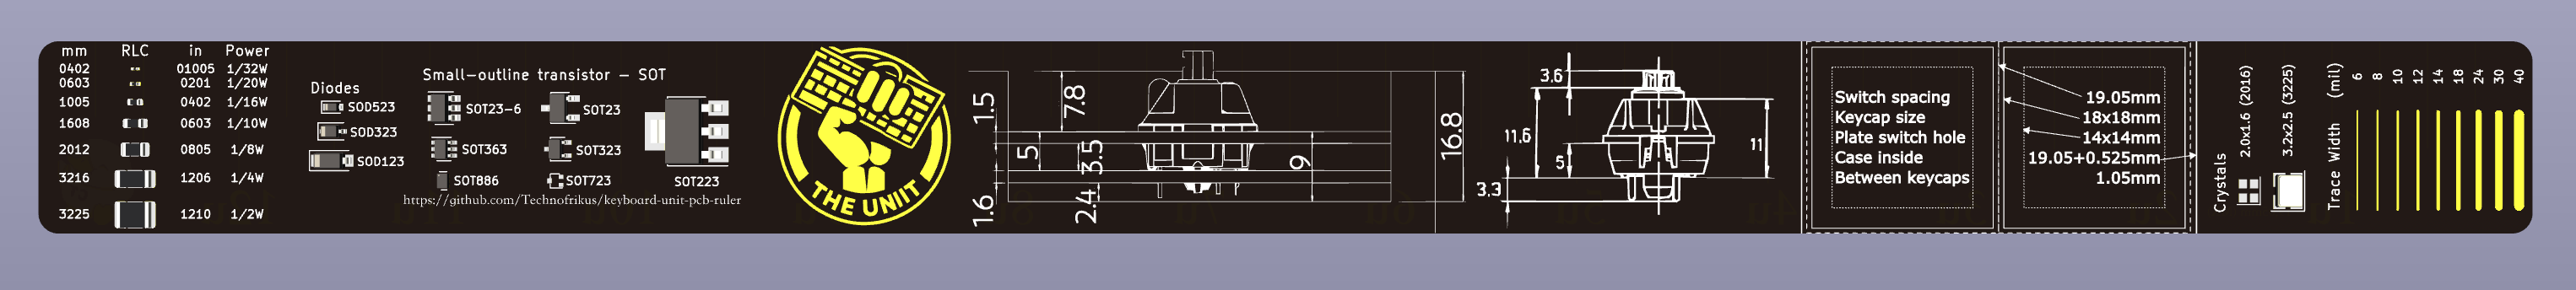 mm RLC in Power
0402 01005 1/32W
0603 0201 1/20W
1005 0402 1/16W
1608 0603 1/10W
2012 0805 1/8W
3216 1206 1/4W
3225 1210 1/2W
Diodes
SOD523
SOD323
SOD123
Small-outline transistor - SOT
SOT23-6 SOT23
SOT363 SOT323
SOT886 SOT723
SOT223
https://github.com/Technofrikus/keyboard-unit-pcb-ruler
THE UNIIT
1.5
7.8
5
3.5
1.6
24
9
16.8
3.6
11.6
5
3.3
11
Switch spacing 19.05mm
Keycap size 18x18mm
Plate switch hole 14x14mm
Case inside 19.05+0.525mm
Between keycaps 1.05mm
Crystals
2.0x1.6 (2016)
3.2x2.5 (3225)
Trace Width (mil)
6 8 10 12 14 18 24 30 40